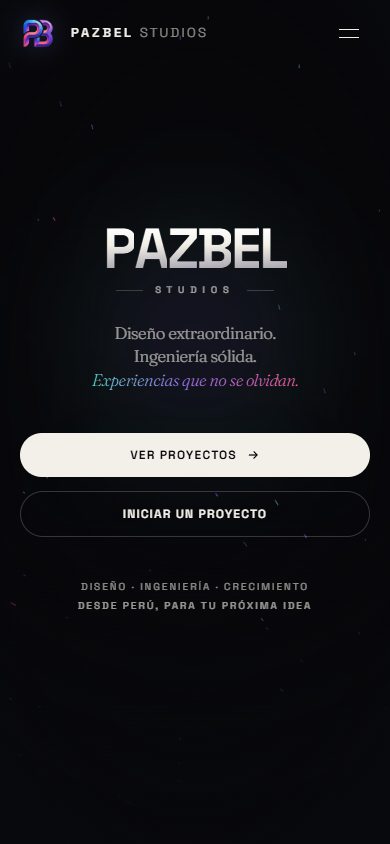 PB
PAZBEL STUDIOS
PAZBEL
STUDIOS
Diseño extraordinario.
Ingeniería sólida.
Experiencias que no se olvidan.
VER PROYECTOS →
INICIAR UN PROYECTO
DISEÑO · INGENIERÍA · CRECIMIENTO
DESDE PERÚ, PARA TU PRÓXIMA IDEA